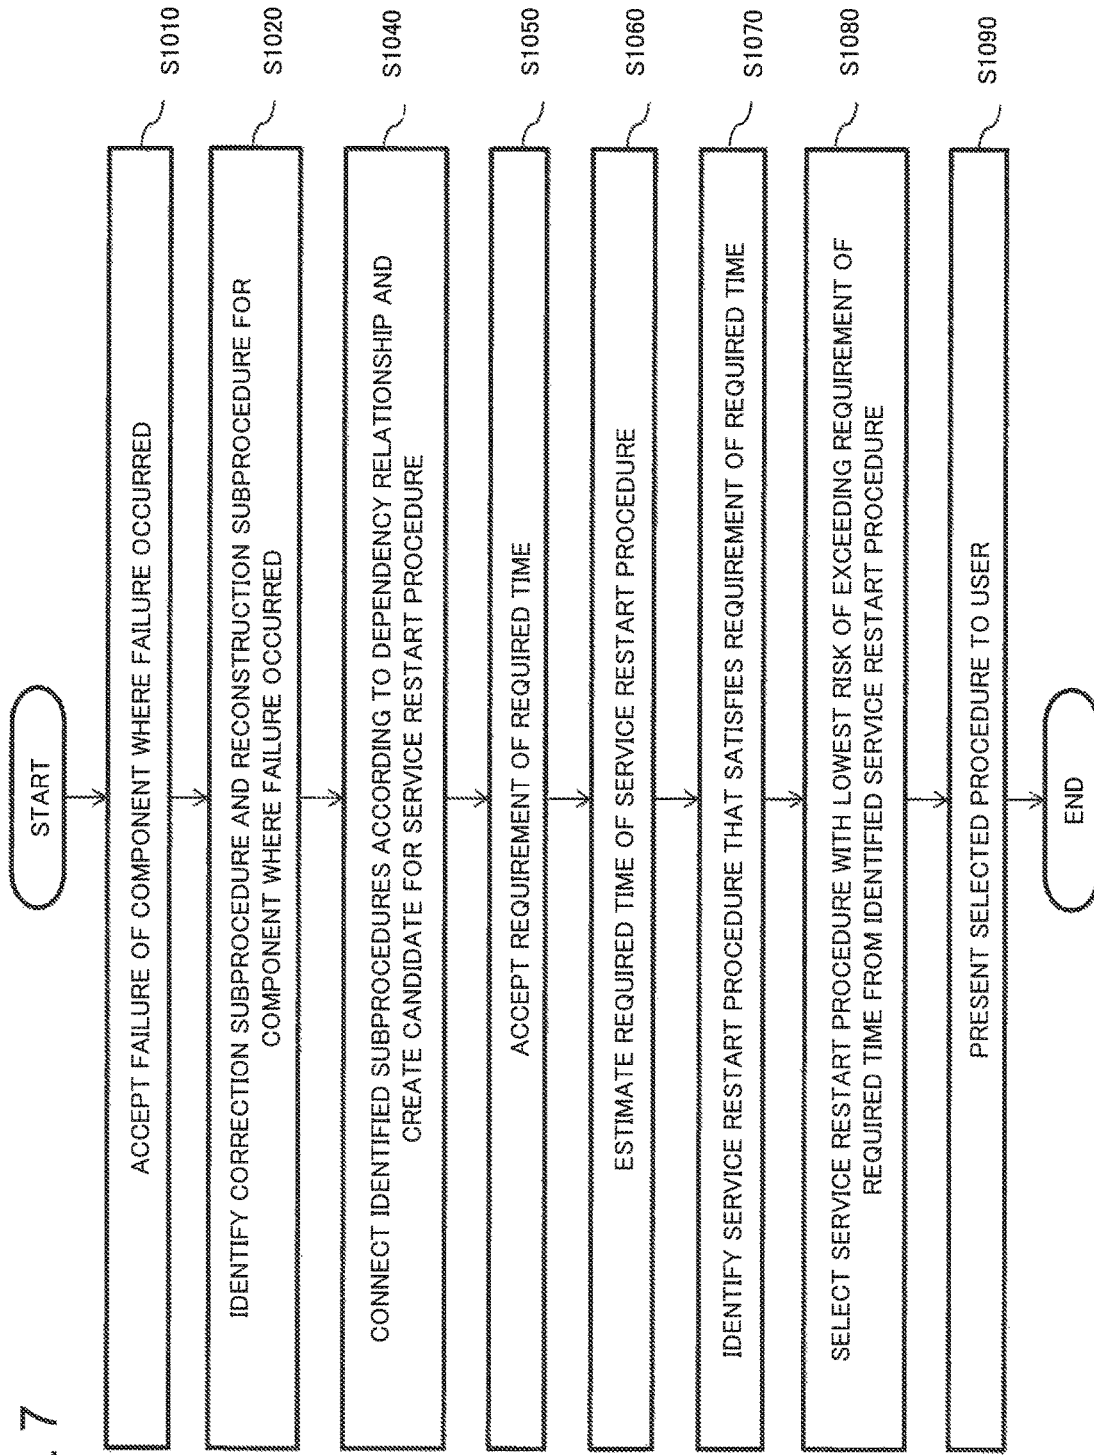 . 7
START
ACCEPT FAILURE OF COMPONENT WHERE FAILURE OCCURRED
S1010
IDENTIFY CORRECTION SUBPROCEDURE AND RECONSTRUCTION SUBPROCEDURE FOR
COMPONENT WHERE FAILURE OCCURRED
S1020
CONNECT IDENTIFIED SUBPROCEDURES ACCORDING TO DEPENDENCY RELATIONSHIP AND
CREATE CANDIDATE FOR SERVICE RESTART PROCEDURE
S1040
ACCEPT REQUIREMENT OF REQUIRED TIME
S1050
ESTIMATE REQUIRED TIME OF SERVICE RESTART PROCEDURE
S1060
IDENTIFY SERVICE RESTART PROCEDURE THAT SATISFIES REQUIREMENT OF REQUIRED TIME
S1070
SELECT SERVICE RESTART PROCEDURE WITH LOWEST RISK OF EXCEEDING REQUIREMENT OF
REQUIRED TIME FROM IDENTIFIED SERVICE RESTART PROCEDURE
S1080
PRESENT SELECTED PROCEDURE TO USER
S1090
END